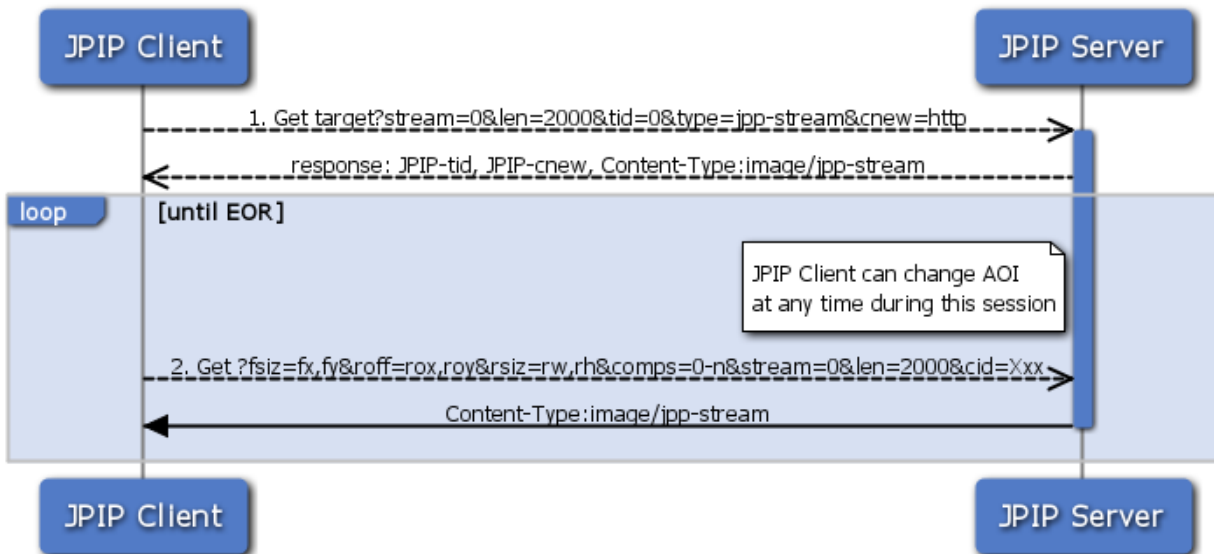 JPIP Client
JPIP Server
1. Get target?stream=0&len=2000&tid=0&type=jpp-stream&cnew=http
response: JPIP-tid, JPIP-cnew, Content-Type:image/jpp-stream
loop
[until EOR]
JPIP Client can change AOI
at any time during this session
2. Get ?fsiz=fx,fy&roff=rox,roy&rsiz=rw,rh&comps=0-n&stream=0&len=2000&cid=Xxx
Content-Type:image/jpp-stream
JPIP Client
JPIP Server